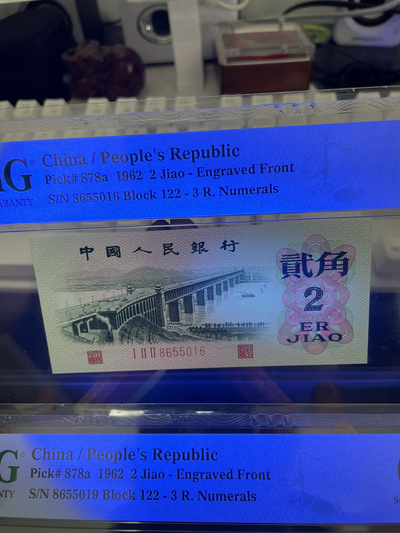 MG® China / People's Republic
Pick# 878a 1962 2 Jiao - Engraved Front
S/N 8655016 Block 122 - 3 R. Numerals
中國人民銀行
貳角
2
ER
JIAO
I II II 8655016
G China / People's Republic
Pick# 878a 1962 2 Jiao - Engraved Front
S/N 8655019 Block 122 - 3 R. Numerals